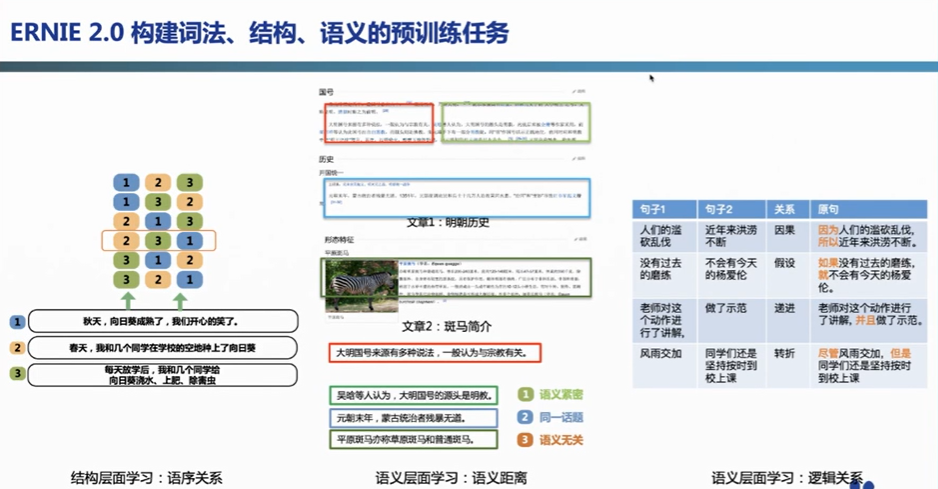 ERNIE 2.0 构建词法、结构、语义的预训练任务
1 2 3
1 3 2
2 1 3
2 3 1
3 1 2
3 2 1
1 秋天，向日葵成熟了，我们开心的笑了。
2 春天，我和几个同学在学校的空地种上了向日葵
3 每天放学后，我和几个同学给
向日葵浇水、上肥、除害虫
结构层面学习：语序关系
国号
历史
开国统一
文章1：明朝历史
形态特征
平原斑马
文章2：斑马简介
大明国号来源有多种说法，一般认为与宗教有关。
吴晗等人认为，大明国号的源头是明教。
元朝末年，蒙古统治者残暴无道。
平原斑马亦称草原斑马和普通斑马。
1 语义紧密
2 同一话题
3 语义无关
语义层面学习：语义距离
句子1 句子2 关系 原句
人们的滥 近年来洪涝 因果 因为人们的滥砍乱伐，
砍乱伐 不断 所以近年来洪涝不断。
没有过去 不会有今天 假设 如果没有过去的磨练，
的磨练 的杨爱伦 就不会有今天的杨爱
伦。
老师对这 做了示范 递进 老师对这个动作进行
个动作进 了讲解, 并且做了示范。
行了讲解,
风雨交加 同学们还是 转折 尽管风雨交加，但是
坚持按时到 同学们还是坚持按时
校上课 到校上课
语义层面学习：逻辑关系